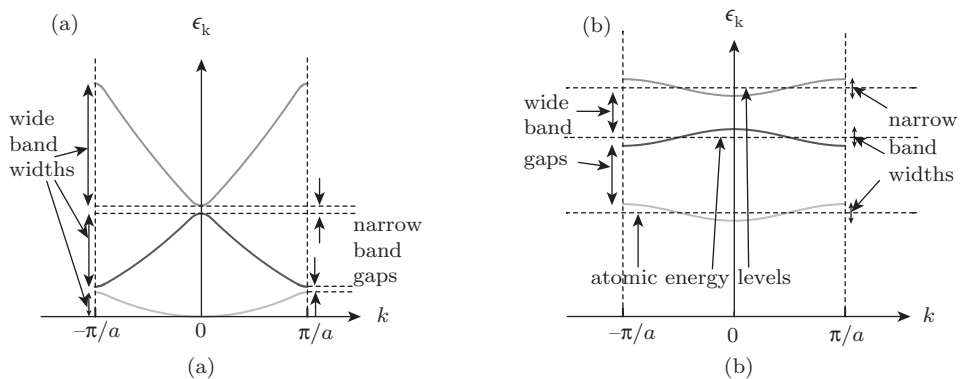 (a)
ϵk
wide
band
widths
narrow
band
gaps
k
–π/a
0
π/a
(a)
(b)
ϵk
wide
band
gaps
narrow
band
widths
atomic energy levels
k
–π/a
0
π/a
(b)